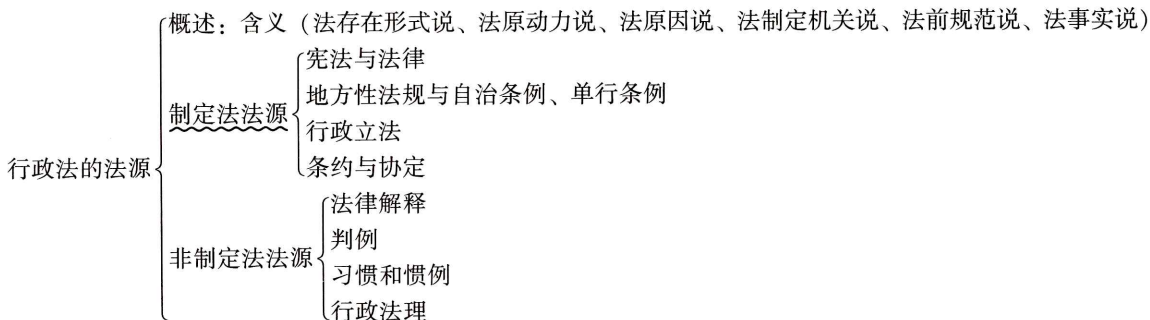 概述：含义（法存在形式说、法原动力说、法原因说、法制定机关说、法前规范说、法事实说）
宪法与法律
地方性法规与自治条例、单行条例
制定法法源
行政立法
行政法的法源
条约与协定
法律解释
判例
非制定法法源
习惯和惯例
行政法理